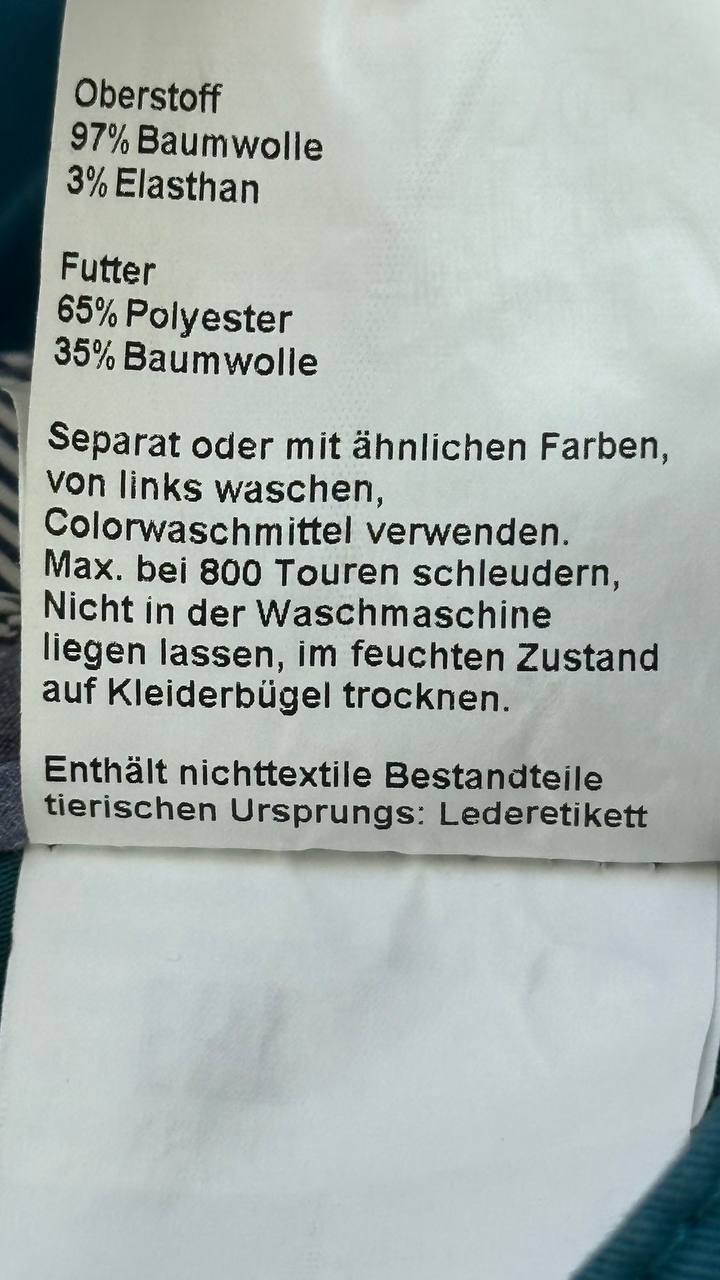 Oberstoff
97% Baumwolle
3% Elasthan
Futter
65% Polyester
35% Baumwolle
Separat oder mit ähnlichen Farben,
von links waschen,
Colorwaschmittel verwenden.
Max. bei 800 Touren schleudern,
Nicht in der Waschmaschine
liegen lassen, im feuchten Zustand
auf Kleiderbügel trocknen.
Enthält nichttextile Bestandteile
tierischen Ursprungs: Lederetikett